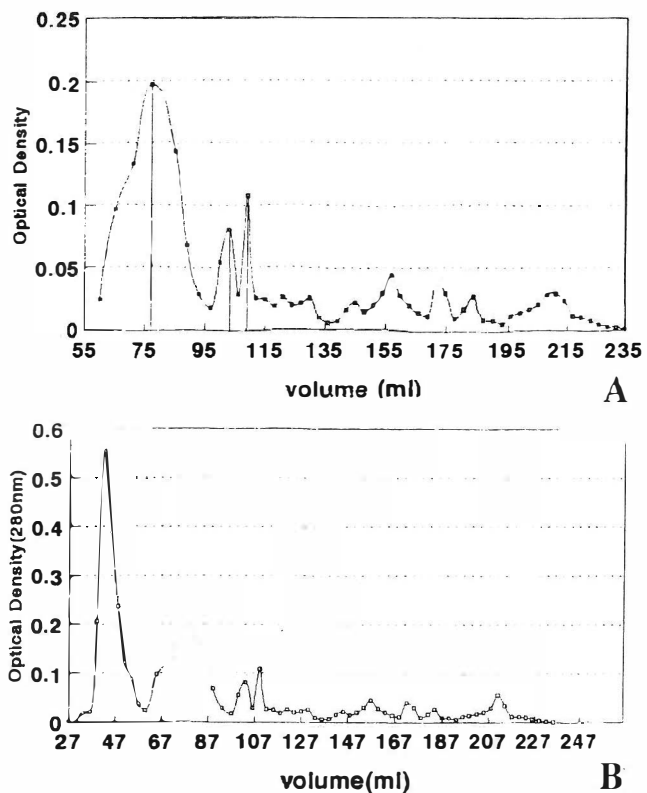 0.25
0.2
0.15
0.1
0.05
0
Optical Density
55 75 95 115 135 155 175 195 215 235
volume (ml)
A
0.6
0.5
0.4
0.3
0.2
0.1
0
Optical Density(280nm)
27 47 67 87 107 127 147 167 187 207 227 247
volume(ml)
B